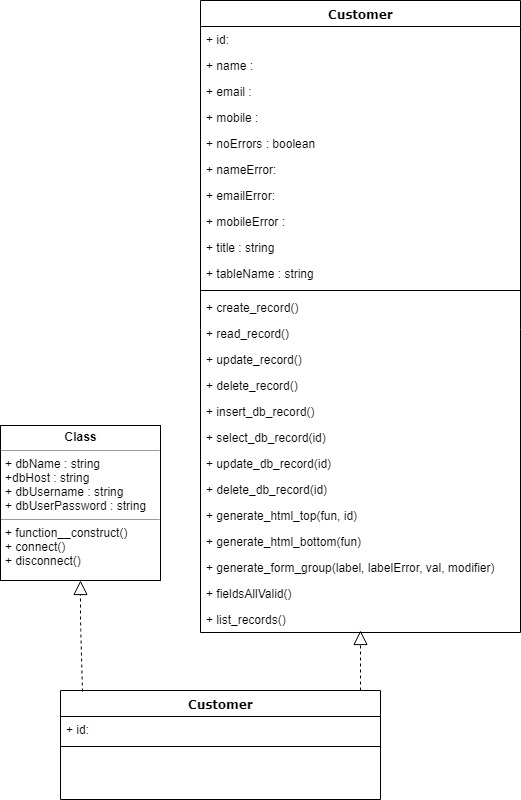 Customer
+ id:
+ name :
+ email :
+ mobile :
+ noErrors : boolean
+ nameError:
+ emailError:
+ mobileError :
+ title : string
+ tableName : string
+ create_record()
+ read_record()
+ update_record()
+ delete_record()
+ insert_db_record()
+ select_db_record(id)
+ update_db_record(id)
+ delete_db_record(id)
+ generate_html_top(fun, id)
+ generate_html_bottom(fun)
+ generate_form_group(label, labelError, val, modifier)
+ fieldsAllValid()
+ list_records()
Class
+ dbName : string
+dbHost : string
+ dbUsername : string
+ dbUserPassword : string
+ function__construct()
+ connect()
+ disconnect()
Customer
+ id: